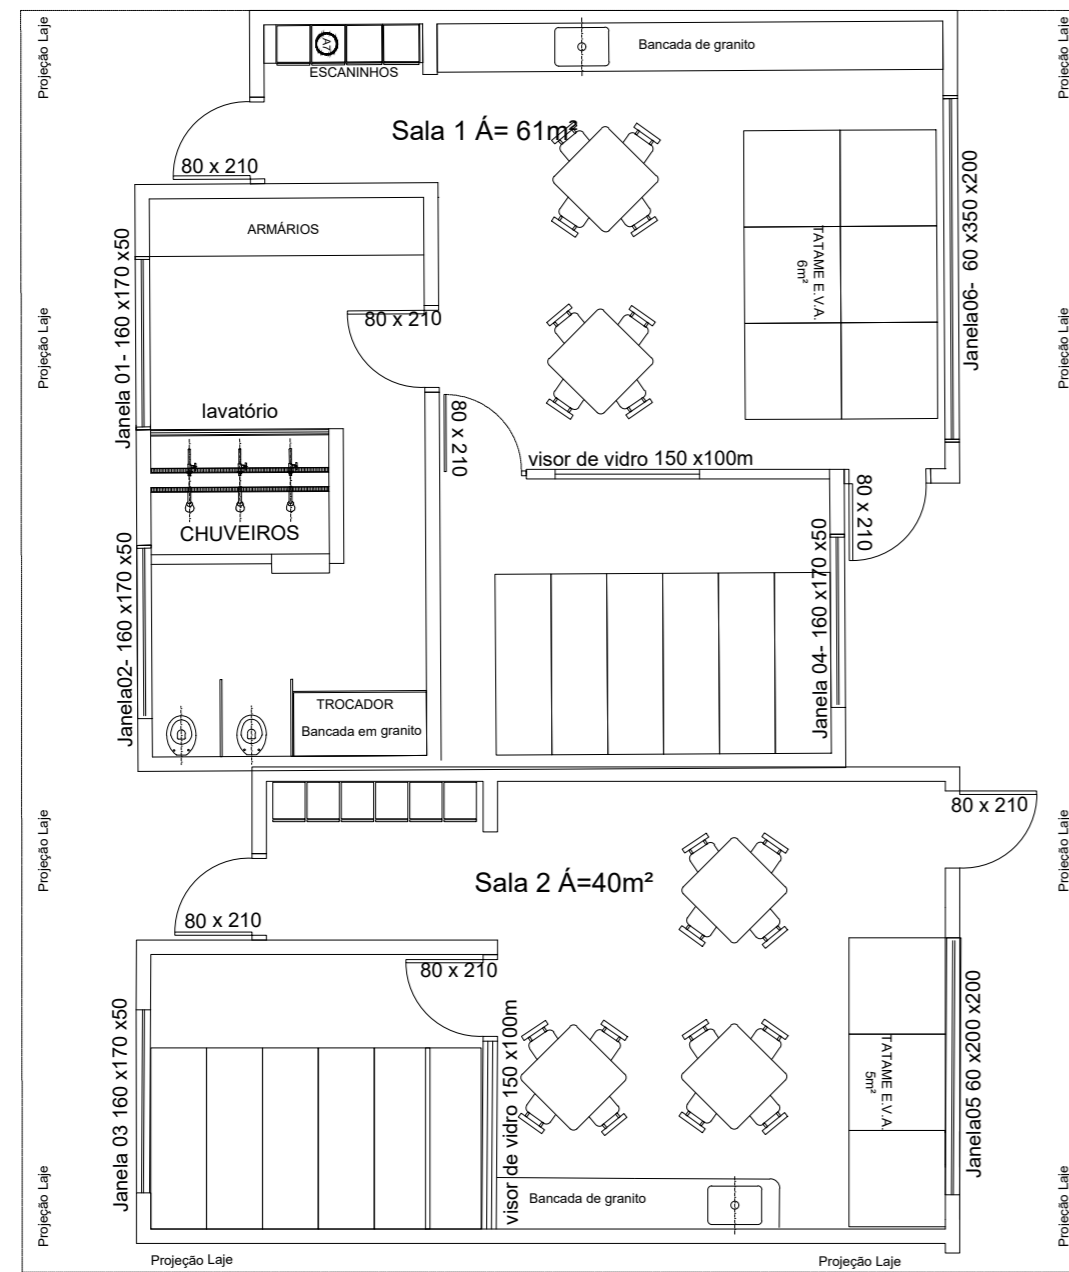 Projeção Laje
Projeção Laje
A7
ESCANINHOS
Bancada de granito
Sala 1 Á= 61m²
80 x 210
ARMÁRIOS
Janela 01- 160 x170 x50
80 x 210
TATAME E.V.A.
6m²
Janela06-  60 x350 x200
Projeção Laje
Projeção Laje
lavatório
80 x 210
visor de vidro 150 x100m
80 x 210
CHUVEIROS
Janela02- 160 x170 x50
Janela 04- 160 x170 x50
TROCADOR
Bancada em granito
80 x 210
Projeção Laje
Projeção Laje
Sala 2 Á=40m²
80 x 210
80 x 210
Janela 03 160 x170 x50
visor de vidro 150 x100m
TATAME E.V.A.
5m²
Janela05 60 x200 x200
Bancada de granito
Projeção Laje
Projeção Laje
Projeção Laje
Projeção Laje